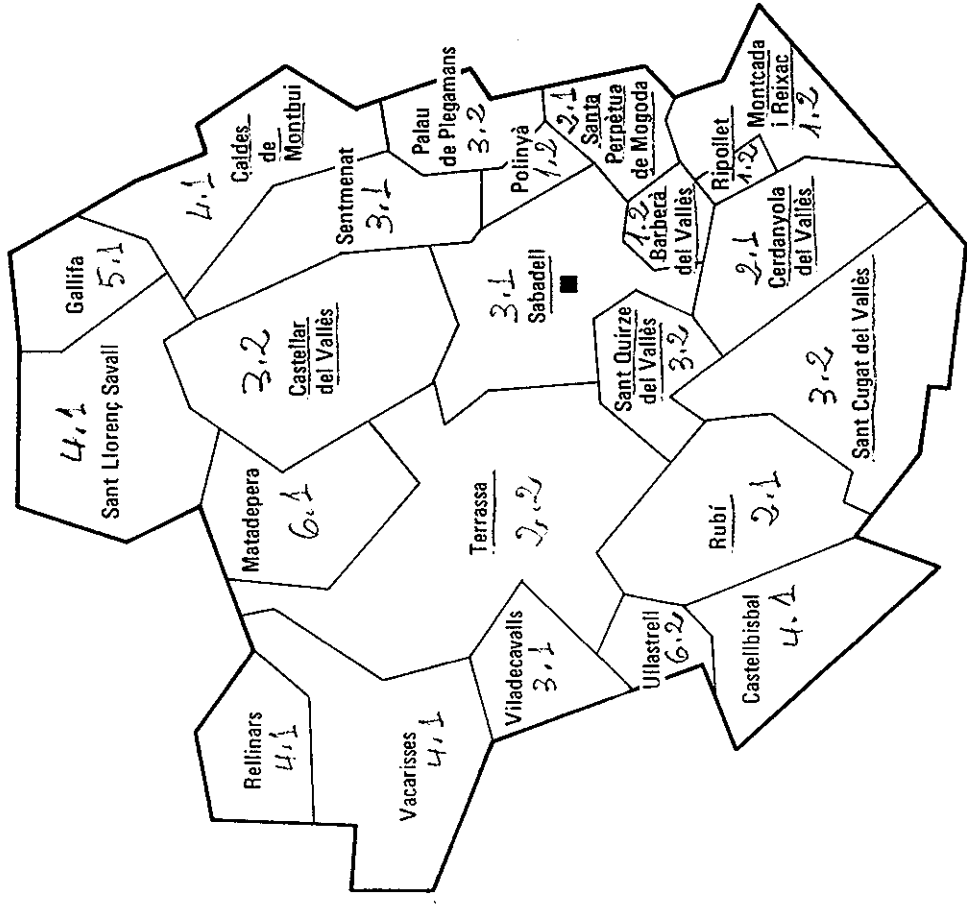 Gallifa
5.1
4.1
Caldes
de
Montbui
4.1
Sant Llorenç Savall
Sentmenat
3.1
Palau
de Plegamans
3.2
3.2
Castellar
del Vallès
Matadepera
6.1
Polinyà
1.2
2.1
Santa
Perpètua
de Mogoda
3.1
Sabadell
1.2
Barberà
del Vallès
Ripollet
1.2
Montcada
i Reixac
1.2
Terrassa
2.2
Sant Quirze
del Vallès
3.2
2.1
Cerdanyola
del Vallès
3.2
Sant Cugat del Vallès
Rubí
2.1
Rellinars
4.1
Vacarisses
4.1
Viladecavalls
3.1
Ullastrell
6.2
Castellbisbal
4.1